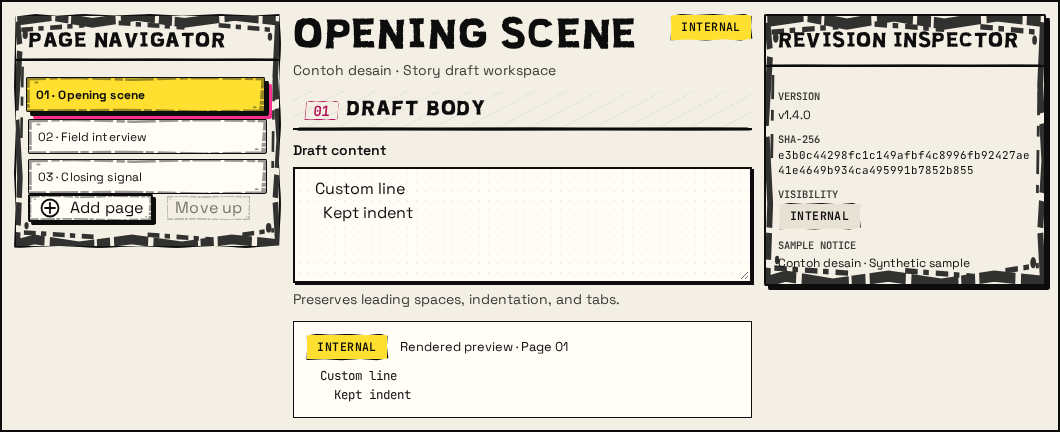 PAGE NAVIGATOR
01 · Opening scene
02 · Field interview
03 · Closing signal
Add page
Move up
OPENING SCENE
INTERNAL
Contoh desain · Story draft workspace
01 DRAFT BODY
Draft content
Custom line
  Kept indent
Preserves leading spaces, indentation, and tabs.
INTERNAL Rendered preview · Page 01
Custom line
  Kept indent
REVISION INSPECTOR
VERSION
v1.4.0
SHA-256
e3b0c44298fc1c149afbf4c8996fb92427ae
41e4649b934ca495991b7852b855
VISIBILITY
INTERNAL
SAMPLE NOTICE
Contoh desain · Synthetic sample